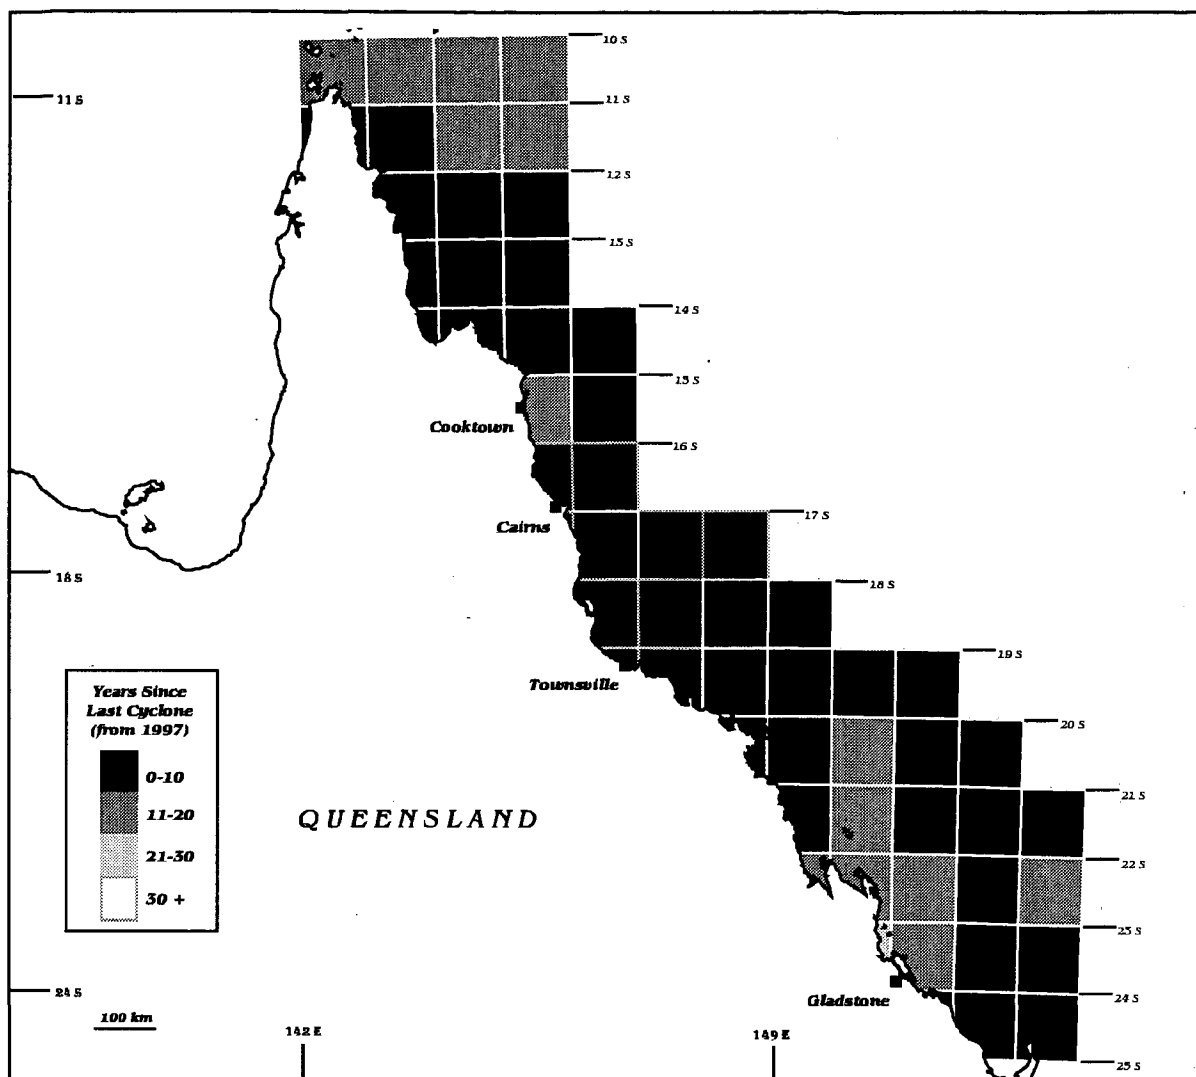 10 S
11 S
11 S
12 S
13 S
14 S
15 S
Cooktown
16 S
Cairns
17 S
18 S
18 S
19 S
Townsville
20 S
Years Since
Last Cyclone
(from 1997)
0-10
11-20
21-30
30 +
QUEENSLAND
21 S
22 S
23 S
24 S
24 S
Gladstone
100 km
142 E
149 E
25 S